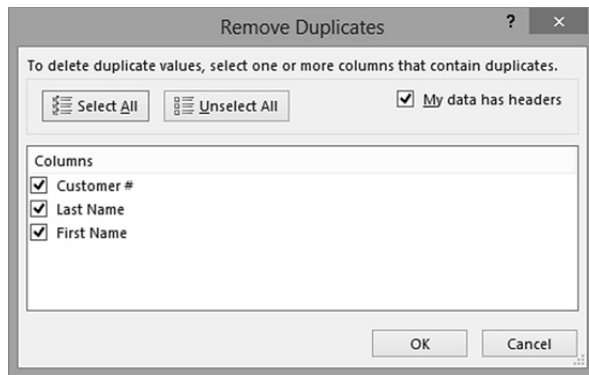 Remove Duplicates ? ×
To delete duplicate values, select one or more columns that contain duplicates.
Select All Unselect All My data has headers
Columns
Customer #
Last Name
First Name
OK Cancel